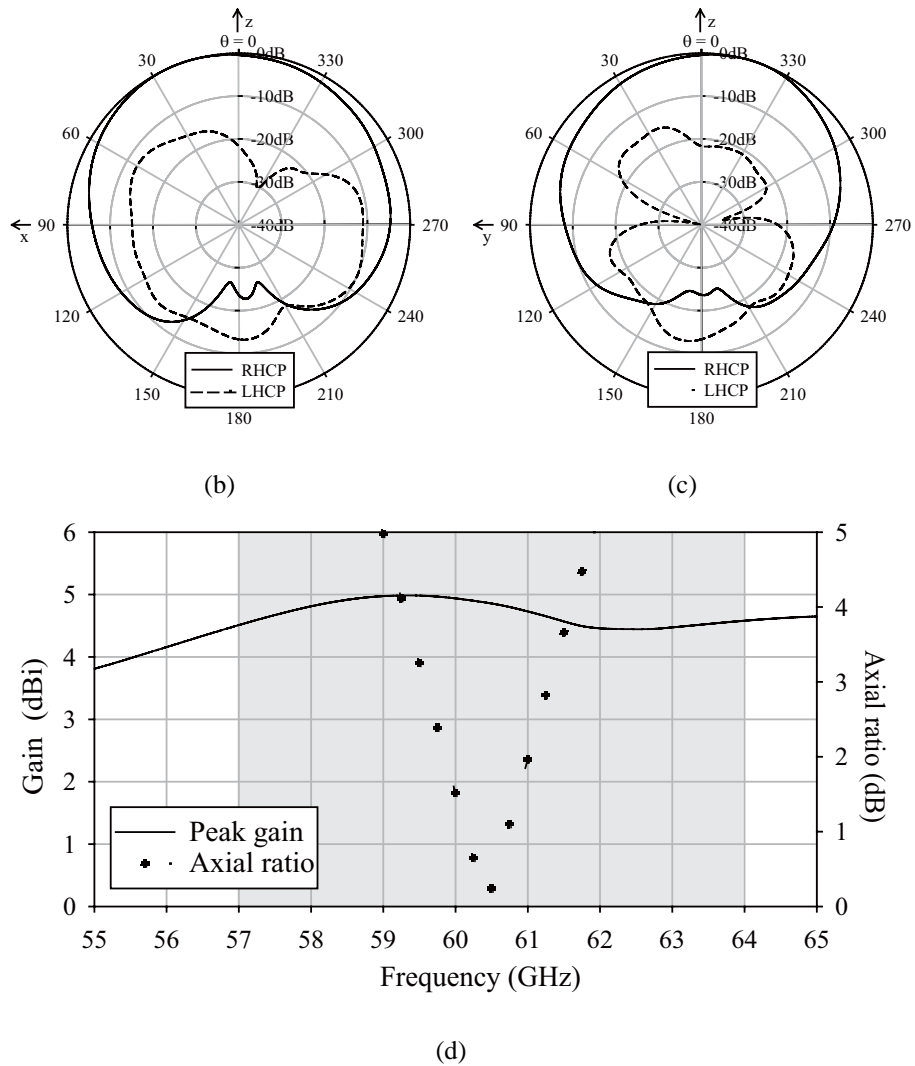 z
θ = 0
0dB
30
330
-10dB
60
300
-20dB
-30dB
x
90
-40dB
270
120
240
RHCP
LHCP
150
210
180
z
θ = 0
0dB
30
330
-10dB
60
300
-20dB
-30dB
y
90
-40dB
270
120
240
RHCP
LHCP
150
210
180
(b)
(c)
6
5
4
3
2
1
0
Gain (dBi)
5
4
3
2
1
0
Axial ratio (dB)
Peak gain
Axial ratio
55 56 57 58 59 60 61 62 63 64 65
Frequency (GHz)
(d)